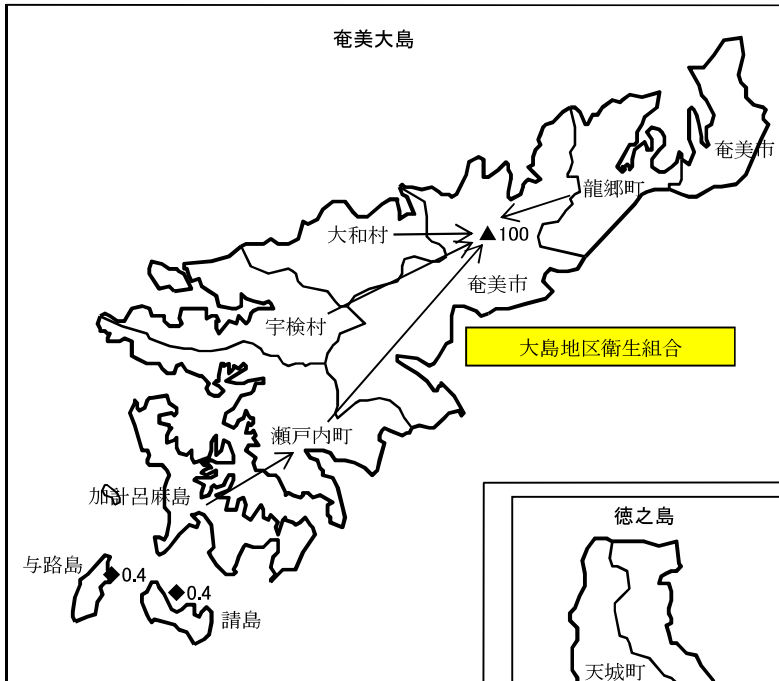 奄美大島
奄美市
龍郷町
大和村
▲100
奄美市
宇検村
大島地区衛生組合
瀬戸内町
加計呂麻島
徳之島
与路島
◆0.4
◆0.4
請島
天城町